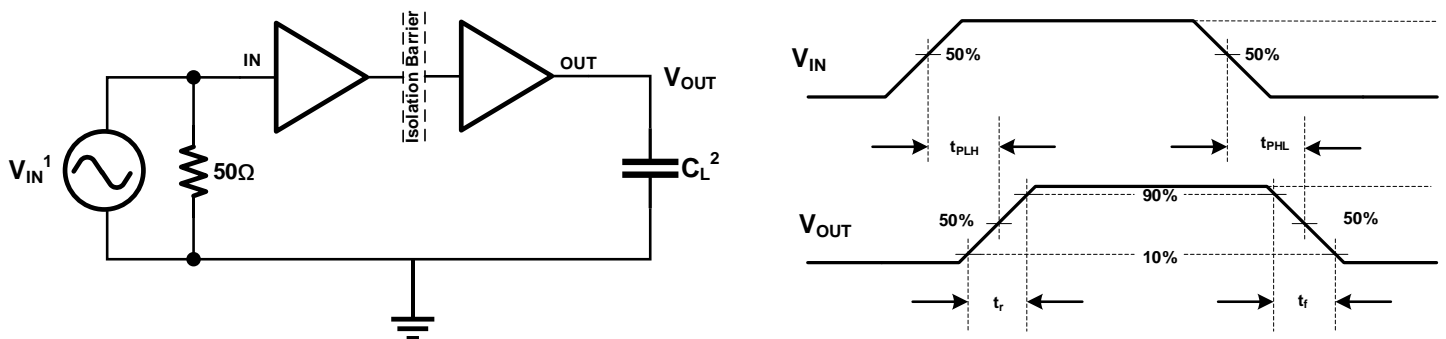 IN
Isolation Barrier
OUT
V_OUT
V_IN^1
50Ω
C_L^2
V_IN
50%
50%
t_PLH
t_PHL
V_OUT
50%
90%
50%
10%
t_r
t_f